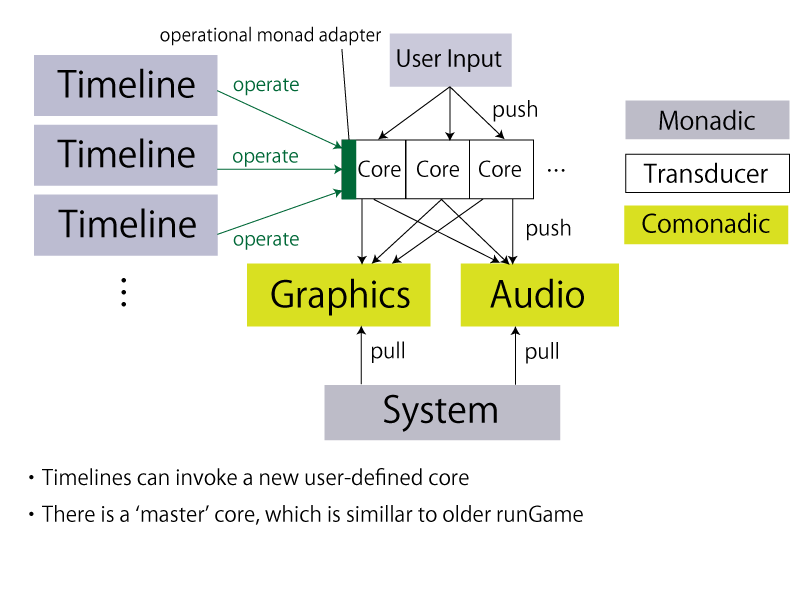 operational monad adapter
User Input
Timeline
operate
push
Monadic
Timeline
operate
Core
Core
Core
...
Transducer
Timeline
operate
push
Comonadic
⋮
Graphics
Audio
pull
pull
System
・Timelines can invoke a new user-defined core
・There is a ‘master’ core, which is simillar to older runGame